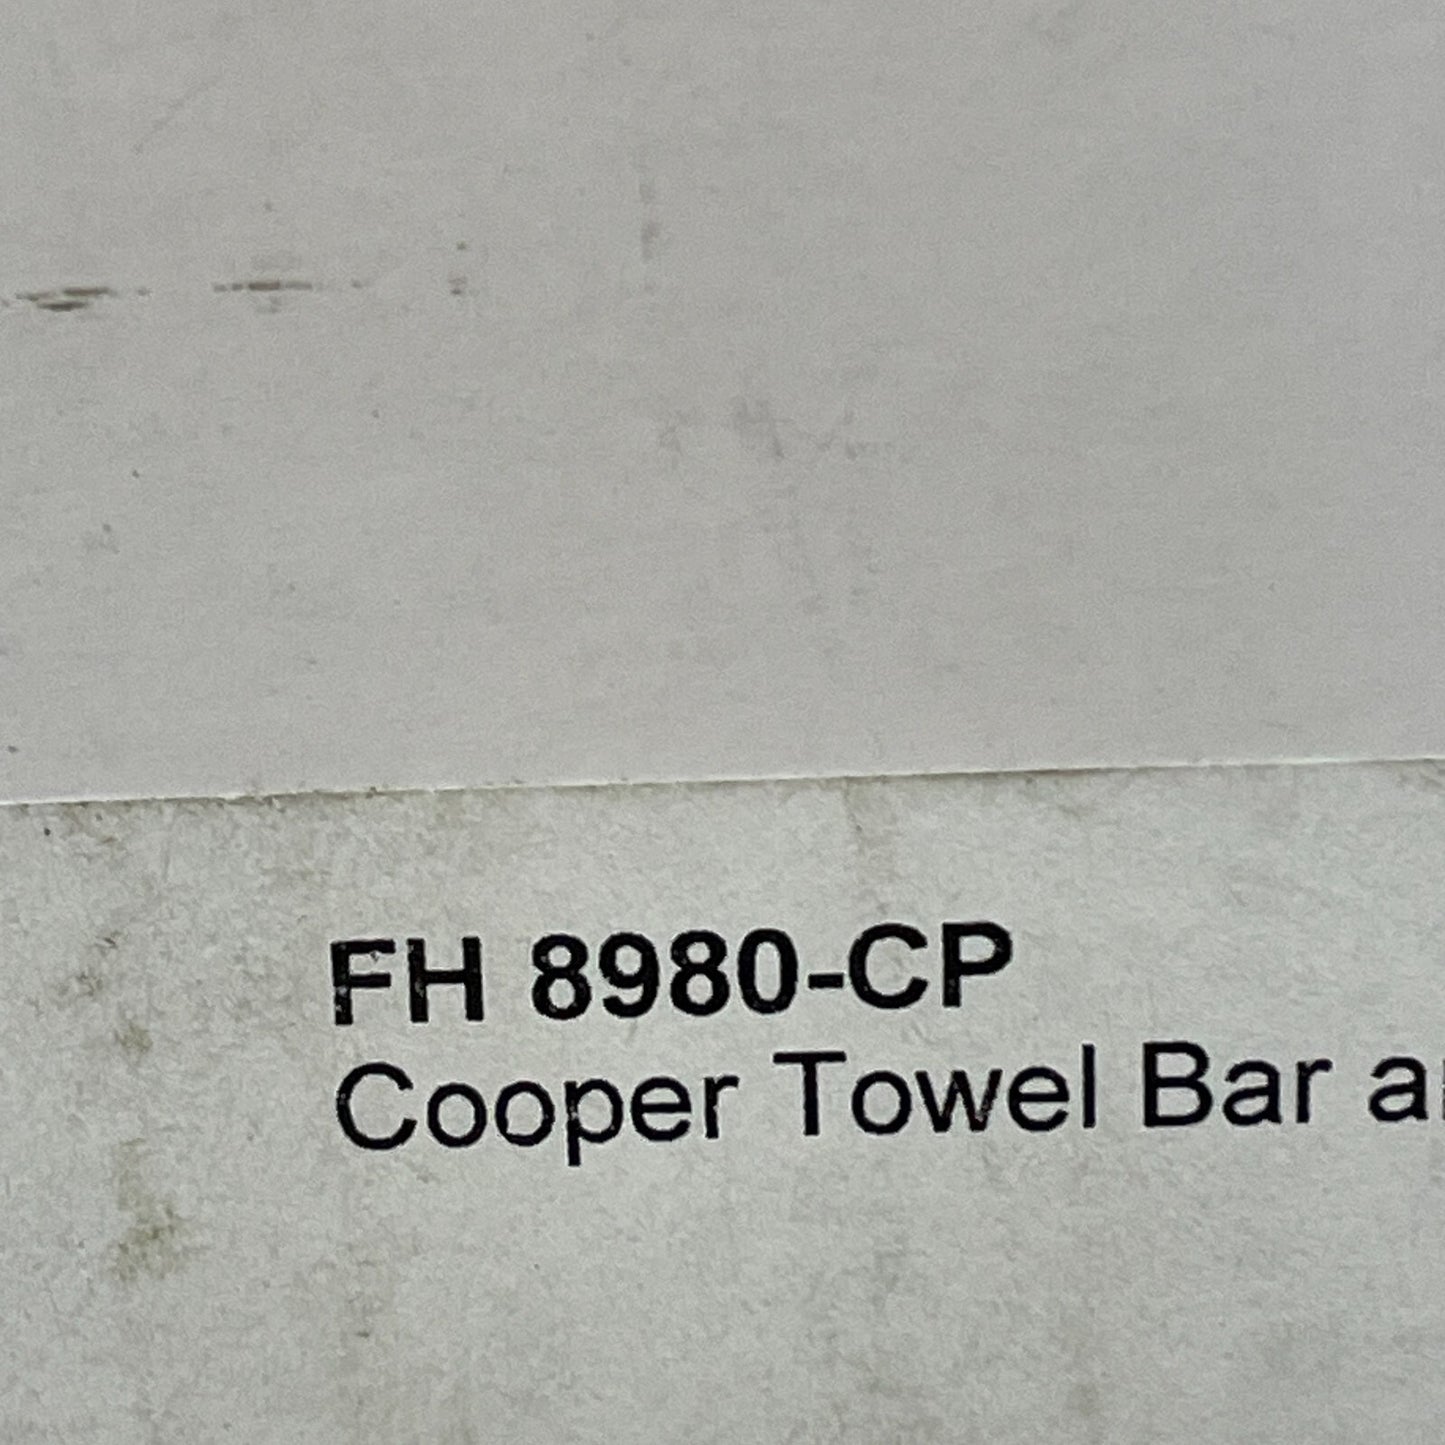 FH 8980-CP
Cooper Towel Bar